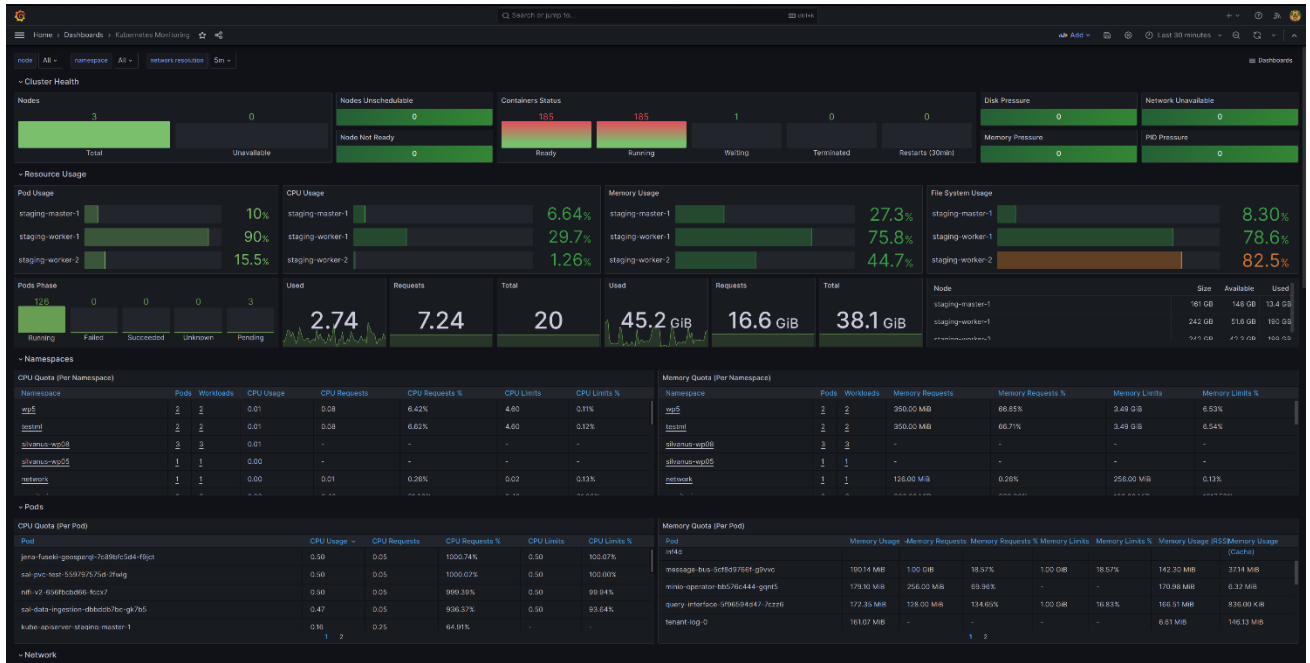 Search or jump to...
ctrl+k
Home › Dashboards › Kubernetes Monitoring
Add
Last 30 minutes
node All namespace All network resolution 5m
Dashboards
Cluster Health
Nodes
3 0
Total Unavailable
Nodes Unschedulable
0
Node Not Ready
0
Containers Status
185 185 1 0 0
Ready Running Waiting Terminated Restarts (30min)
Disk Pressure
0
Network Unavailable
0
Memory Pressure
0
PID Pressure
0
Resource Usage
Pod Usage
staging-master-1 10%
staging-worker-1 90%
staging-worker-2 15.5%
CPU Usage
staging-master-1 6.64%
staging-worker-1 29.7%
staging-worker-2 1.26%
Memory Usage
staging-master-1 27.3%
staging-worker-1 75.8%
staging-worker-2 44.7%
File System Usage
staging-master-1 8.30%
staging-worker-1 78.6%
staging-worker-2 82.5%
Pods Phase
126 0 0 0 3
Running Failed Succeeded Unknown Pending
Used
2.74
Requests
7.24
Total
20
Used
45.2 GiB
Requests
16.6 GiB
Total
38.1 GiB
Node Size Available Used
staging-master-1 161 GB 148 GB 13.4 GB
staging-worker-1 242 GB 51.6 GB 190 GB
Namespaces
CPU Quota (Per Namespace)
Namespace Pods Workloads CPU Usage CPU Requests CPU Requests % CPU Limits CPU Limits %
wp5 2 2 0.01 0.08 6.42% 4.60 0.11%
testml 2 2 0.01 0.08 6.62% 4.60 0.12%
silvanus-wp08 3 3 0.01 - - - -
silvanus-wp05 1 1 0.00 - - - -
network 1 1 0.00 0.01 0.26% 0.02 0.13%
Memory Quota (Per Namespace)
Namespace Pods Workloads Memory Requests Memory Requests % Memory Limits Memory Limits %
wp5 2 2 350.00 MiB 66.65% 3.49 GiB 6.53%
testml 2 2 350.00 MiB 66.71% 3.49 GiB 6.54%
silvanus-wp08 3 3 - - - -
silvanus-wp05 1 1 - - - -
network 1 1 126.00 MiB 0.26% 256.00 MiB 0.13%
Pods
CPU Quota (Per Pod)
Pod CPU Usage CPU Requests CPU Requests % CPU Limits CPU Limits %
jena-fuseki-geosparql-7c89bfc5d4-f9jct 0.50 0.05 1000.74% 0.50 100.07%
sal-pvc-test-559797575d-2fwlg 0.50 0.05 1000.02% 0.50 100.00%
nifi-v2-656fbcbd66-fccx7 0.50 0.05 999.39% 0.50 99.94%
sal-data-ingestion-dbbddb7bc-gk7b5 0.47 0.05 936.37% 0.50 93.64%
kube-apiserver-staging-master-1 0.16 0.25 64.91% - -
1 2
Memory Quota (Per Pod)
Pod Memory Usage Memory Requests Memory Requests % Memory Limits Memory Limits % Memory Usage (RSS) Memory Usage (Cache)
lnf4d
message-bus-5cf8d9766f-g9vvc 190.14 MiB 1.00 GiB 18.57% 1.00 GiB 18.57% 142.30 MiB 37.14 MiB
minio-operator-bb576c444-gqnt5 179.10 MiB 256.00 MiB 69.96% - - 170.98 MiB 6.32 MiB
query-interface-5f96594d47-7czz6 172.35 MiB 128.00 MiB 134.65% 1.00 GiB 16.83% 166.51 MiB 836.00 KiB
tenant-log-0 161.07 MiB - - - - 6.61 MiB 146.13 MiB
1 2
Network